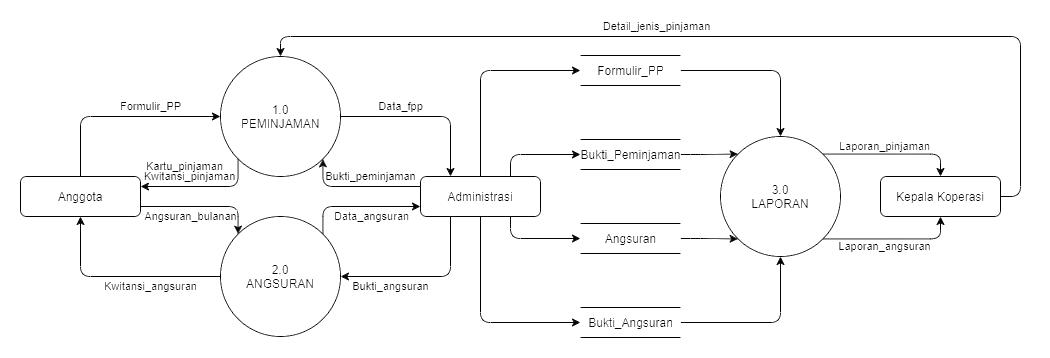 Detail_jenis_pinjaman
Formulir_PP
1.0
PEMINJAMAN
Data_fpp
Formulir_PP
Kartu_pinjaman
Kwitansi_pinjaman
Bukti_peminjaman
Bukti_Peminjaman
Laporan_pinjaman
Anggota
Administrasi
3.0
LAPORAN
Kepala Koperasi
Angsuran_bulanan
Data_angsuran
Angsuran
Laporan_angsuran
2.0
ANGSURAN
Kwitansi_angsuran
Bukti_angsuran
Bukti_Angsuran